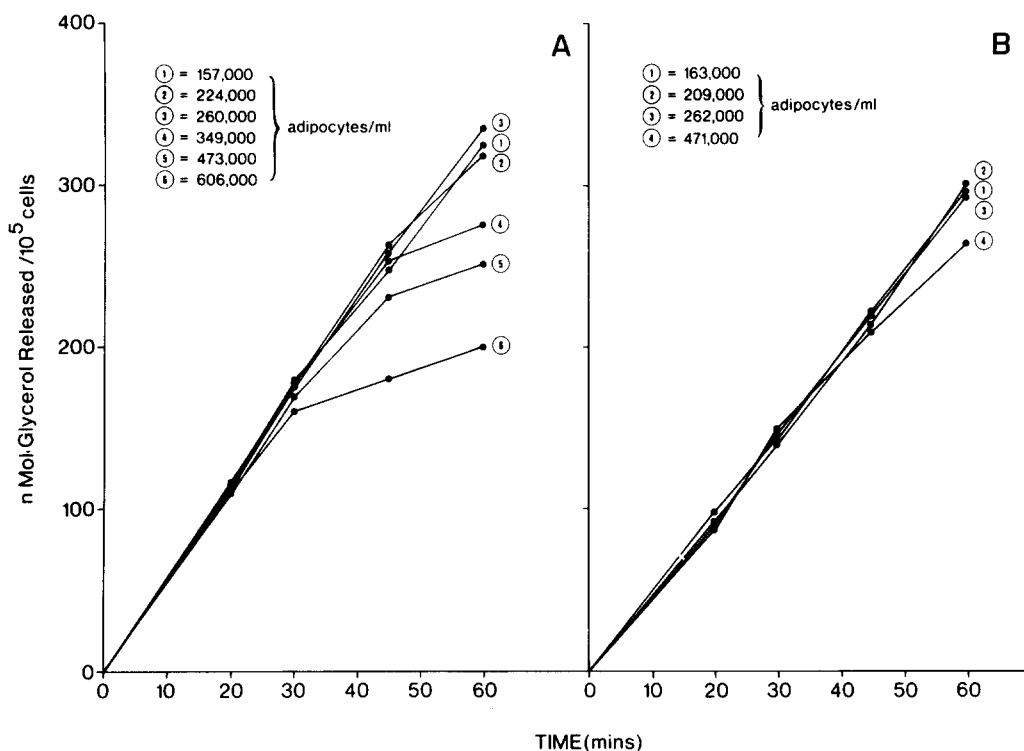 400
300
200
100
0
n Mol·Glycerol Released /10⁵ cells
A
① = 157,000
② = 224,000
③ = 260,000
④ = 349,000
⑤ = 473,000
⑥ = 606,000
adipocytes/ml
③
①
②
④
⑤
⑥
0 10 20 30 40 50 60
B
① = 163,000
② = 209,000
③ = 262,000
④ = 471,000
adipocytes/ml
②
①
③
④
0 10 20 30 40 50 60
TIME (mins)